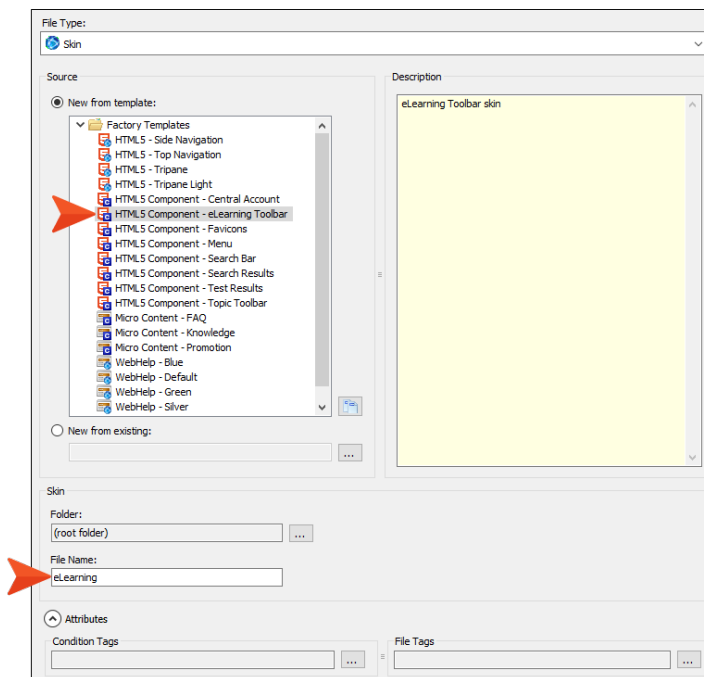 File Type:
Skin
Source
New from template:
Factory Templates
HTML5 - Side Navigation
HTML5 - Top Navigation
HTML5 - Tripane
HTML5 - Tripane Light
HTML5 Component - Central Account
HTML5 Component - eLearning Toolbar
HTML5 Component - Favicons
HTML5 Component - Menu
HTML5 Component - Search Bar
HTML5 Component - Search Results
HTML5 Component - Test Results
HTML5 Component - Topic Toolbar
Micro Content - FAQ
Micro Content - Knowledge
Micro Content - Promotion
WebHelp - Blue
WebHelp - Default
WebHelp - Green
WebHelp - Silver
New from existing:
...
Description
eLearning Toolbar skin
Skin
Folder:
(root folder)
...
File Name:
eLearning
Attributes
Condition Tags
...
File Tags
...